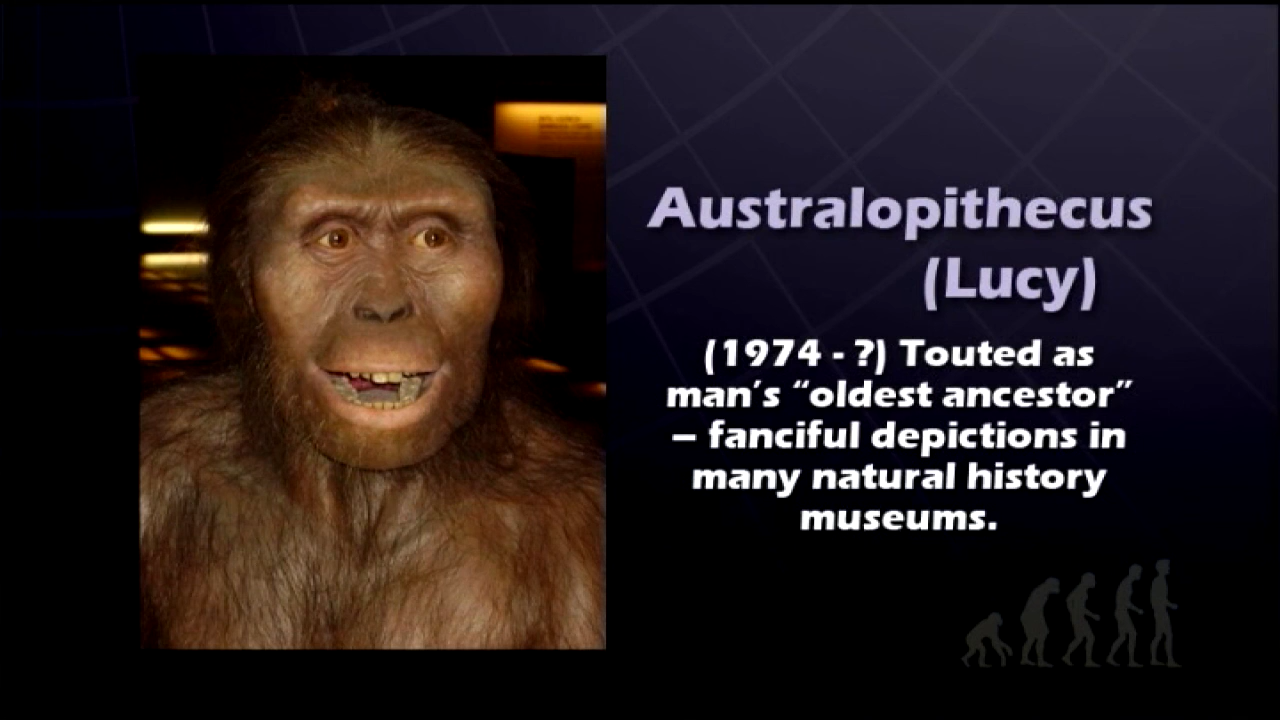 Australopithecus
(Lucy)
(1974 - ?) Touted as
man's “oldest ancestor”
– fanciful depictions in
many natural history
museums.